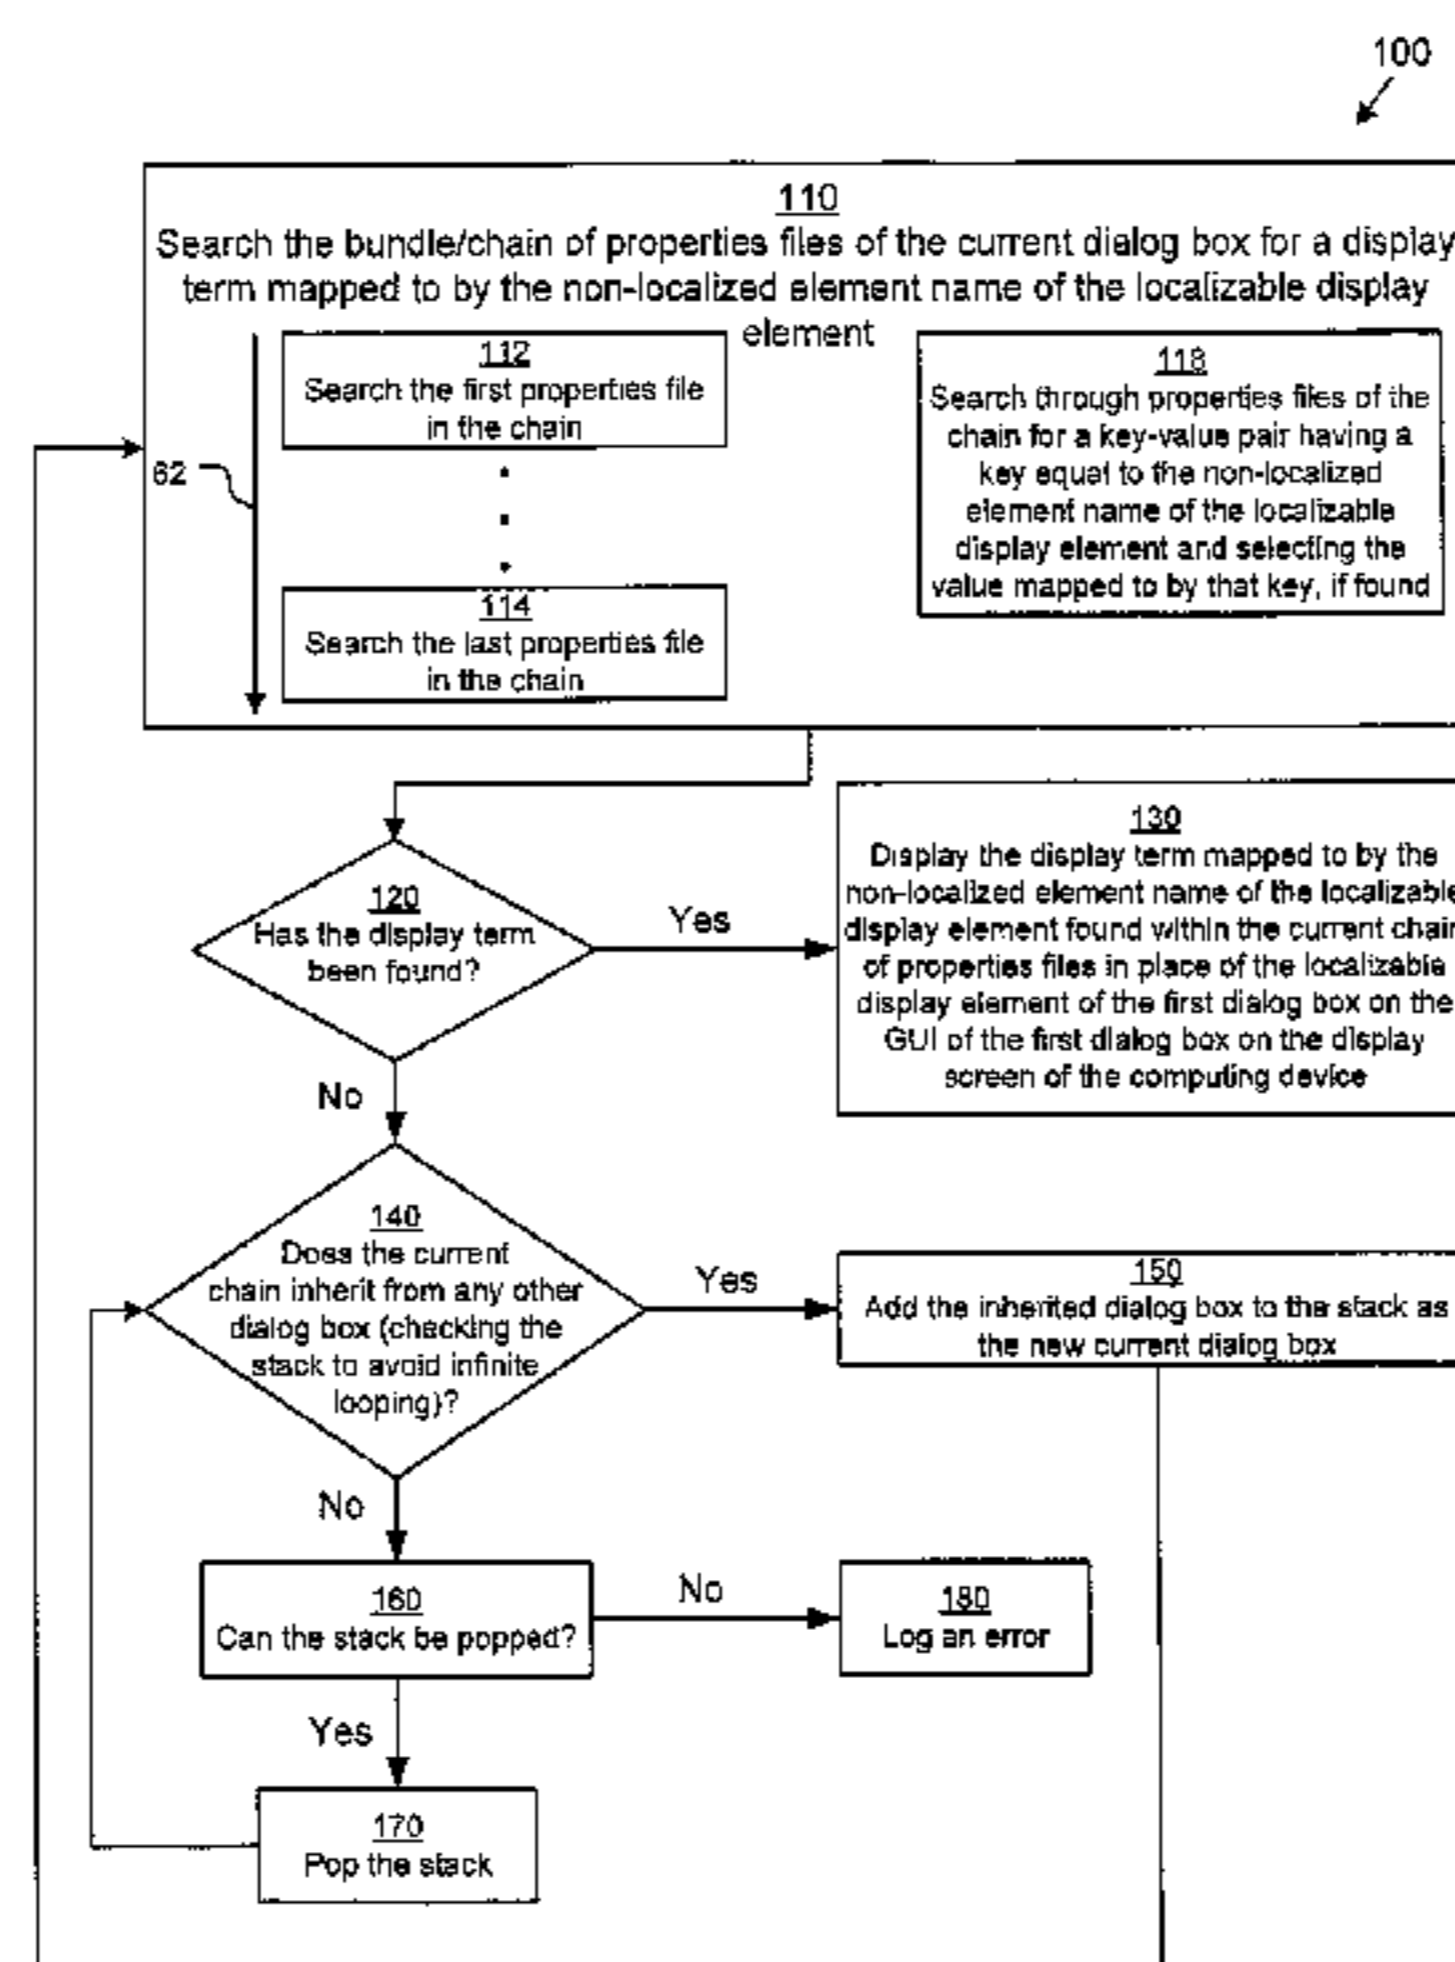 100
110
Search the bundle/chain of properties files of the current dialog box for a display
term mapped to by the non-localized element name of the localizable display
element
112
Search the first properties file
in the chain
62
114
Search the last properties file
in the chain
118
Search through properties files of the
chain for a key-value pair having a
key equal to the non-localized
element name of the localizable
display element and selecting the
value mapped to by that key, if found
120
Has the display term
been found?
Yes
130
Display the display term mapped to by the
non-localized element name of the localizable
display element found within the current chain
of properties files in place of the localizable
display element of the first dialog box on the
GUI of the first dialog box on the display
screen of the computing device
No
140
Does the current
chain inherit from any other
dialog box (checking the
stack to avoid infinite
looping)?
Yes
150
Add the inherited dialog box to the stack as
the new current dialog box
No
160
Can the stack be popped?
No
180
Log an error
Yes
170
Pop the stack